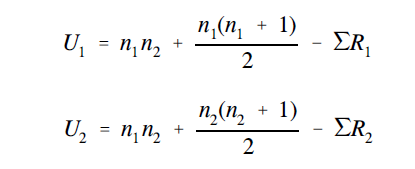 U₁ = n₁n₂ + n₁(n₁ + 1)/2 − ΣR₁
U₂ = n₁n₂ + n₂(n₂ + 1)/2 − ΣR₂